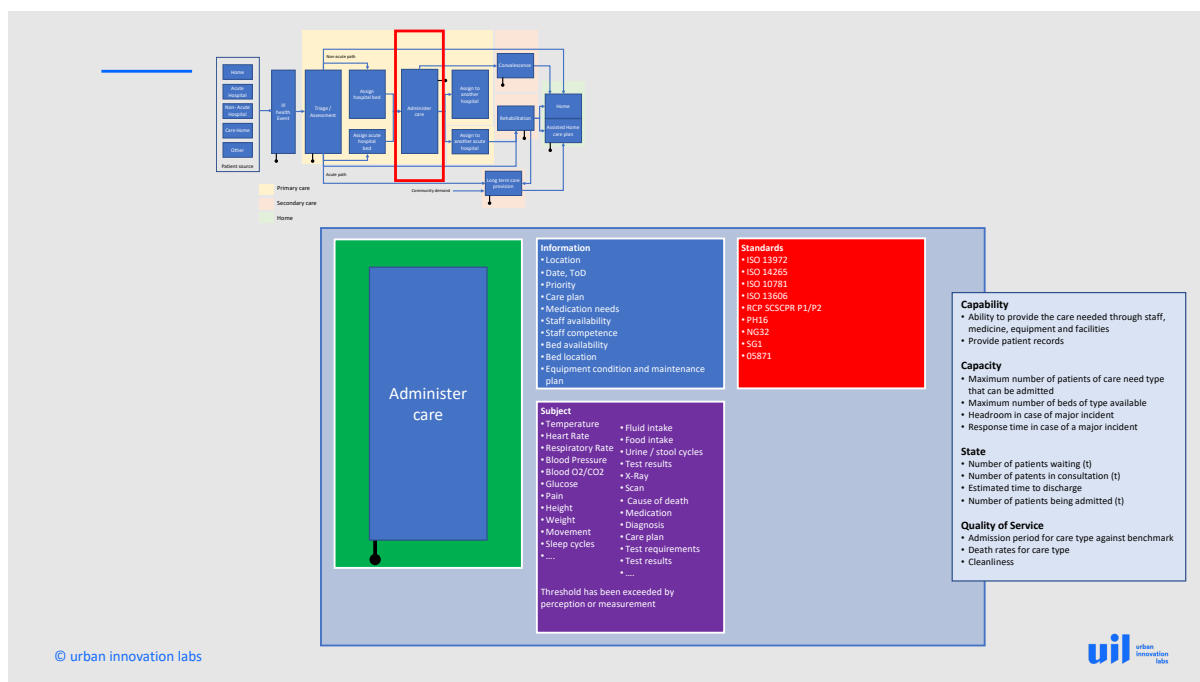 Non-acute path
Home
Acute
Hospital
Non- Acute
Hospital
Care Home
Other
Patient source
Ill
health
Event
Triage /
Assessment
Assign
hospital bed
Assign acute
hospital
bed
Administer
care
Assign to
another
hospital
Assign to
another acute
hospital
Convalescence
Rehabilitation
Home
Assisted Home
care plan
Long term care
provision
Acute path
Community demand
Primary care
Secondary care
Home
Administer
care
Information
• Location
• Date, ToD
• Priority
• Care plan
• Medication needs
• Staff availability
• Staff competence
• Bed availability
• Bed location
• Equipment condition and maintenance
plan
Standards
• ISO 13972
• ISO 14265
• ISO 10781
• ISO 13606
• RCP SCSCPR P1/P2
• PH16
• NG32
• SG1
• 05871
Subject
• Temperature
• Heart Rate
• Respiratory Rate
• Blood Pressure
• Blood O2/CO2
• Glucose
• Pain
• Height
• Weight
• Movement
• Sleep cycles
• ....
• Fluid intake
• Food intake
• Urine / stool cycles
• Test results
• X-Ray
• Scan
• Cause of death
• Medication
• Diagnosis
• Care plan
• Test requirements
• Test results
• ....
Threshold has been exceeded by
perception or measurement
Capability
• Ability to provide the care needed through staff,
medicine, equipment and facilities
• Provide patient records
Capacity
• Maximum number of patients of care need type
that can be admitted
• Maximum number of beds of type available
• Headroom in case of major incident
• Response time in case of a major incident
State
• Number of patients waiting (t)
• Number of patents in consultation (t)
• Estimated time to discharge
• Number of patients being admitted (t)
Quality of Service
• Admission period for care type against benchmark
• Death rates for care type
• Cleanliness
© urban innovation labs
uil
urban
innovation
labs